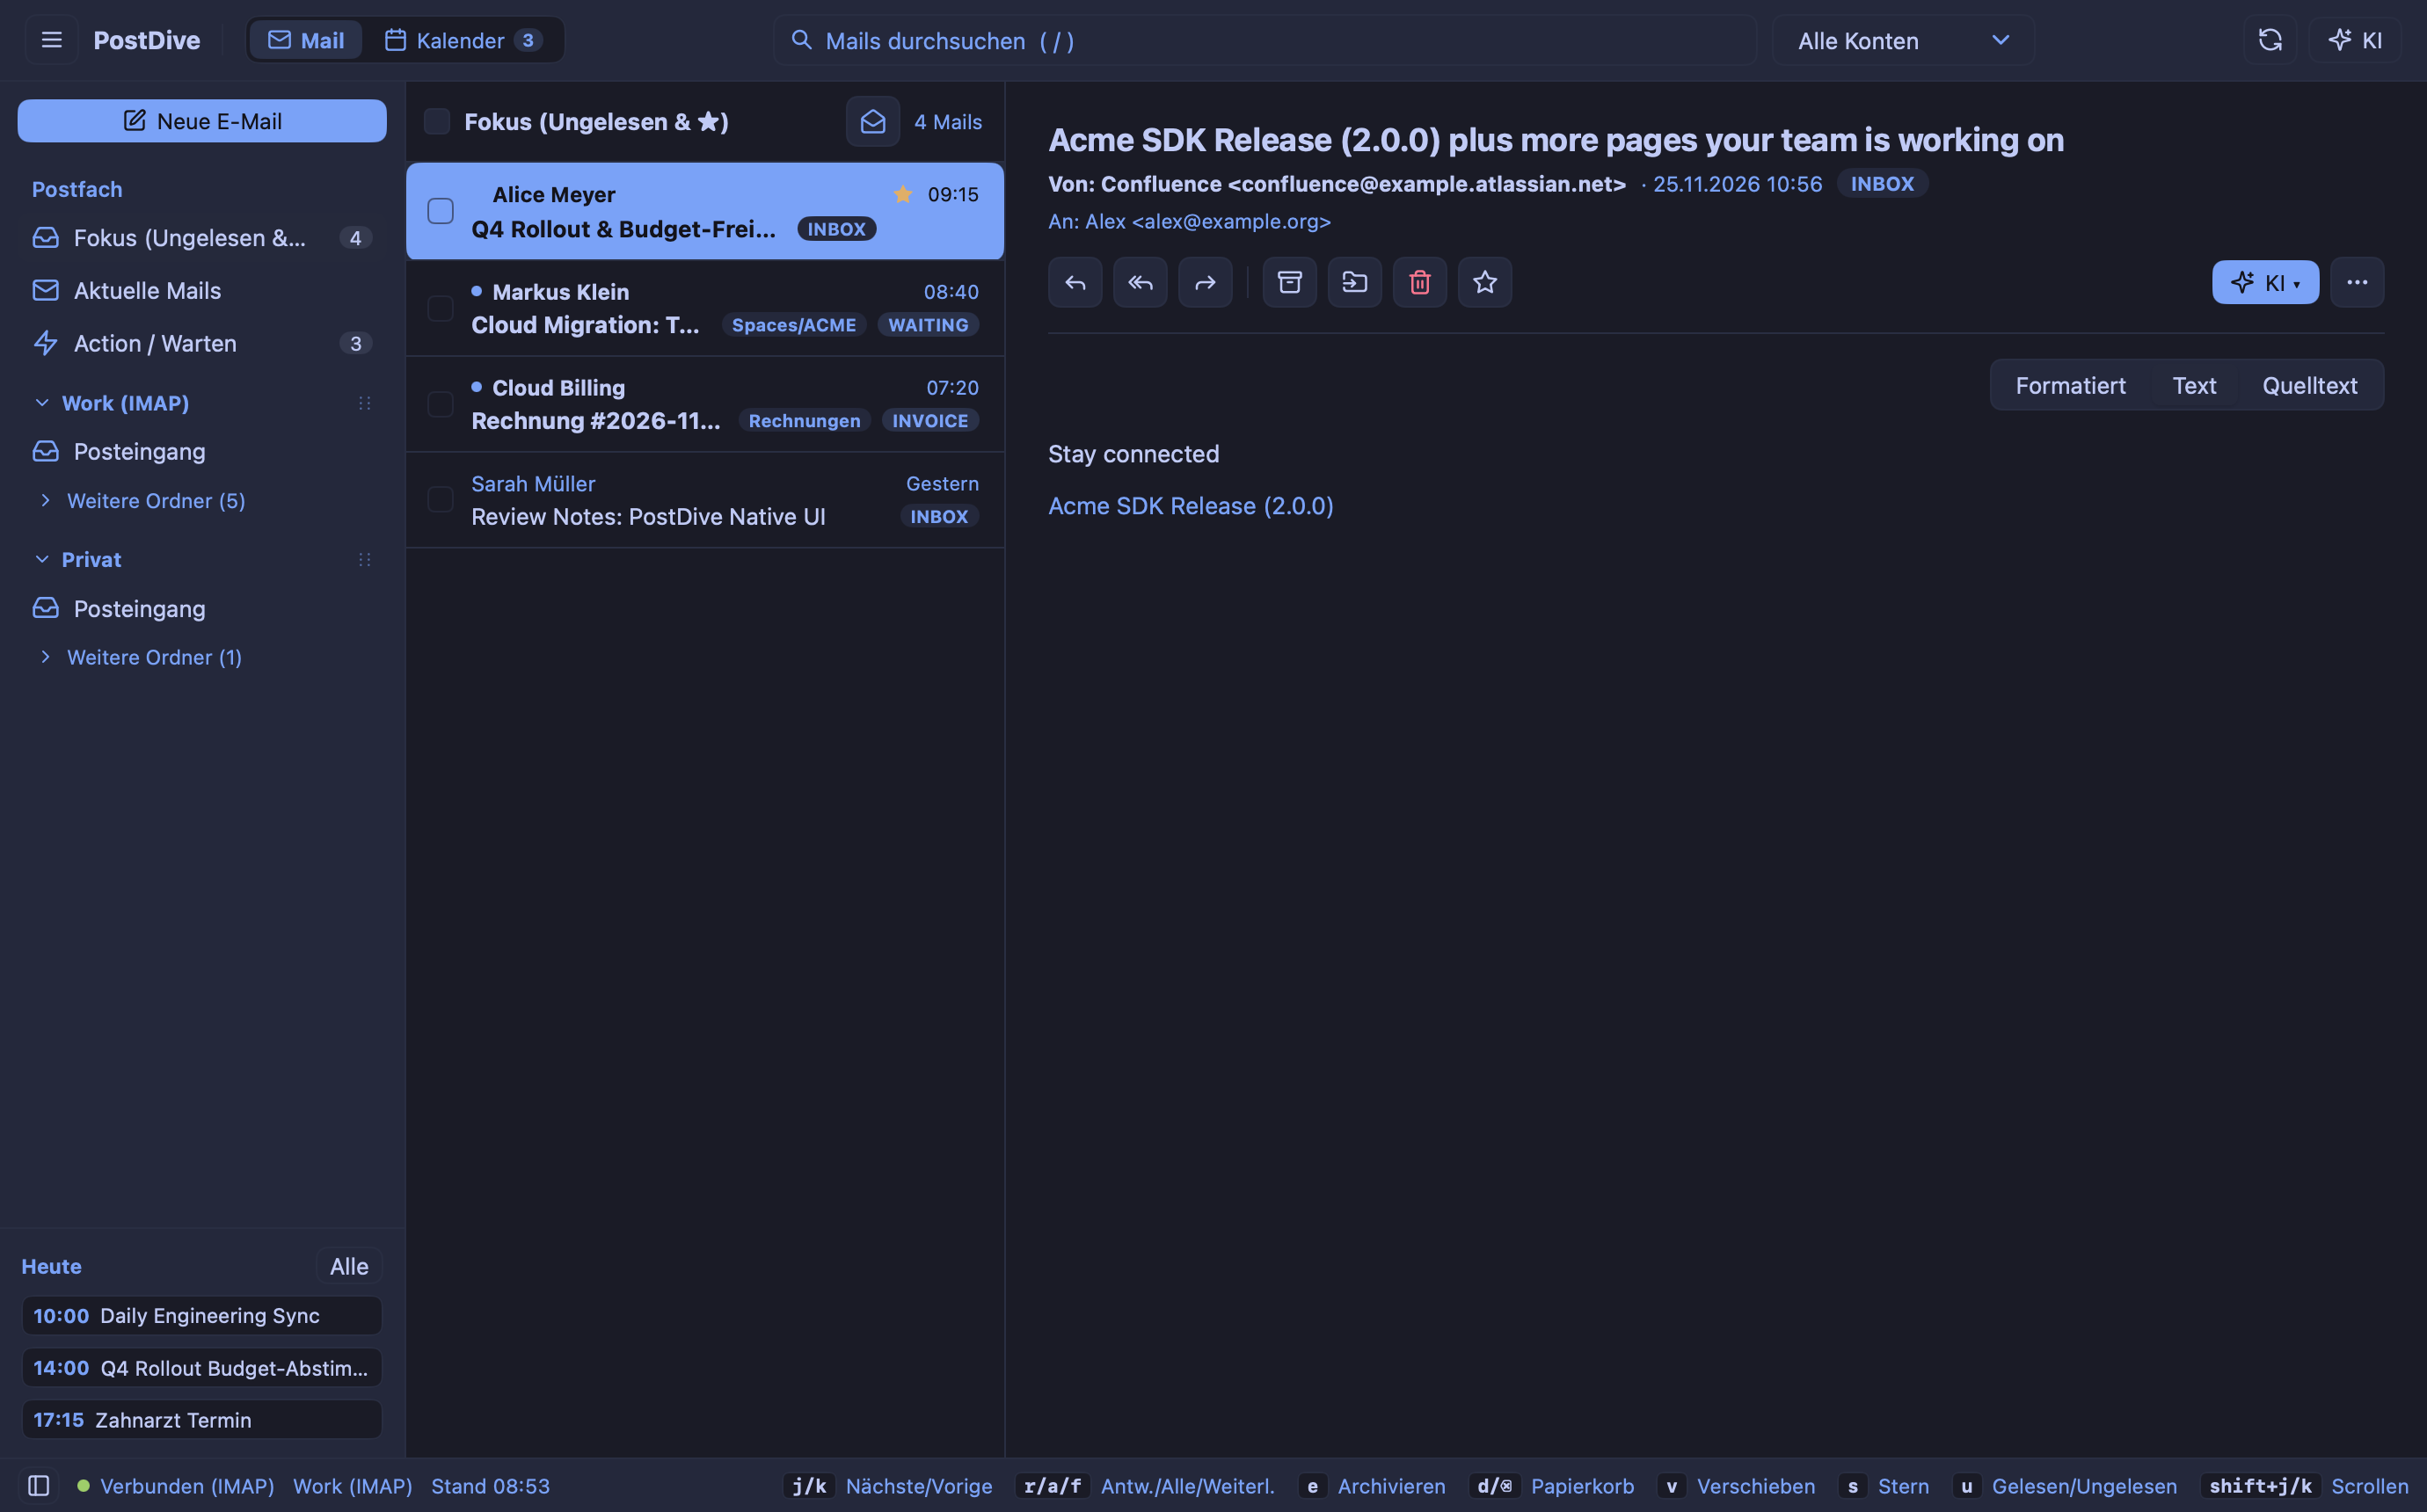 PostDive
Mail
Kalender 3
Mails durchsuchen ( / )
Alle Konten
KI
Neue E-Mail
Postfach
Fokus (Ungelesen &... 4
Aktuelle Mails
Action / Warten 3
Work (IMAP)
Posteingang
Weitere Ordner (5)
Privat
Posteingang
Weitere Ordner (1)
Heute Alle
10:00 Daily Engineering Sync
14:00 Q4 Rollout Budget-Abstim...
17:15 Zahnarzt Termin
Fokus (Ungelesen & ★) 4 Mails
Alice Meyer ★ 09:15
Q4 Rollout & Budget-Frei... INBOX
Markus Klein 08:40
Cloud Migration: T... Spaces/ACME WAITING
Cloud Billing 07:20
Rechnung #2026-11... Rechnungen INVOICE
Sarah Müller Gestern
Review Notes: PostDive Native UI INBOX
Acme SDK Release (2.0.0) plus more pages your team is working on
Von: Confluence <confluence@example.atlassian.net> · 25.11.2026 10:56 INBOX
An: Alex <alex@example.org>
KI ▾ ···
Formatiert Text Quelltext
Stay connected
Acme SDK Release (2.0.0)
Verbunden (IMAP) Work (IMAP) Stand 08:53
j/k Nächste/Vorige r/a/f Antw./Alle/Weiterl. e Archivieren d/⌫ Papierkorb v Verschieben s Stern u Gelesen/Ungelesen shift+j/k Scrollen